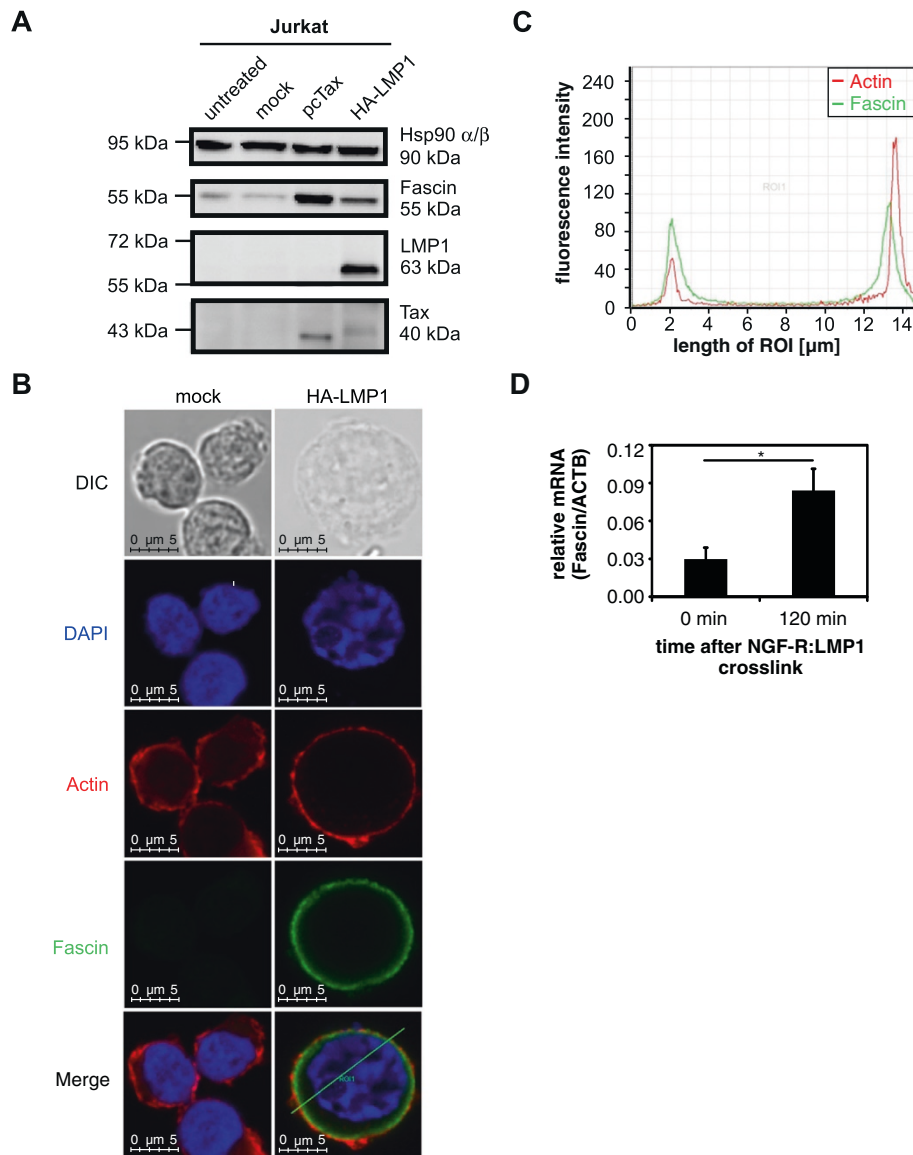 A
Jurkat
untreated
mock
pcTax
HA-LMP1
95 kDa
Hsp90 α/β
90 kDa
55 kDa
Fascin
55 kDa
72 kDa
55 kDa
LMP1
63 kDa
43 kDa
Tax
40 kDa
B
mock
HA-LMP1
DIC
0 µm 5
0 µm 5
DAPI
0 µm 5
0 µm 5
Actin
0 µm 5
0 µm 5
Fascin
0 µm 5
0 µm 5
Merge
0 µm 5
ROI1
0 µm 5
C
fluorescence intensity
240
200
160
120
80
40
0
0 2 4 6 8 10 12 14
length of ROI [µm]
Actin
Fascin
ROI1
D
relative mRNA
(Fascin/ACTB)
0.12
0.09
0.06
0.03
0.00
*
0 min 120 min
time after NGF-R:LMP1
crosslink